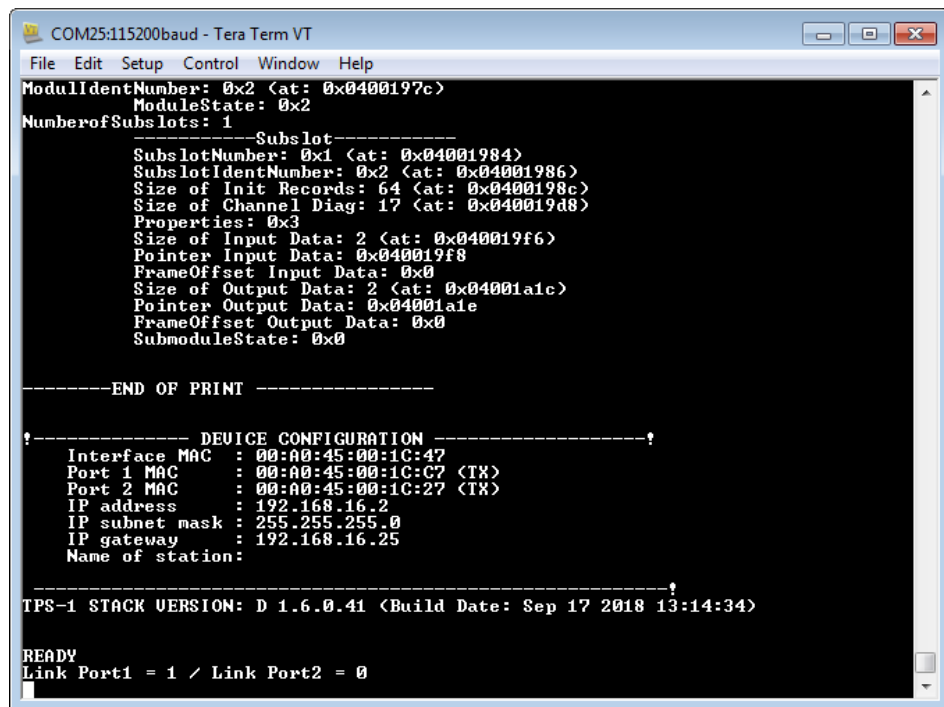 COM25:115200baud - Tera Term VT
File Edit Setup Control Window Help
ModulIdentNumber: 0x2 (at: 0x0400197c)
ModuleState: 0x2
NumberofSubslots: 1
-----------Subslot-----------
SubslotNumber: 0x1 (at: 0x04001984)
SubslotIdentNumber: 0x2 (at: 0x04001986)
Size of Init Records: 64 (at: 0x0400198c)
Size of Channel Diag: 17 (at: 0x040019d8)
Properties: 0x3
Size of Input Data: 2 (at: 0x040019f6)
Pointer Input Data: 0x040019f8
FrameOffset Input Data: 0x0
Size of Output Data: 2 (at: 0x04001a1c)
Pointer Output Data: 0x04001a1e
FrameOffset Output Data: 0x0
SubmoduleState: 0x0
--------END OF PRINT ----------------
!-------------- DEVICE CONFIGURATION -------------------!
Interface MAC : 00:A0:45:00:1C:47
Port 1 MAC : 00:A0:45:00:1C:C7 (TX)
Port 2 MAC : 00:A0:45:00:1C:27 (TX)
IP address : 192.168.16.2
IP subnet mask : 255.255.255.0
IP gateway : 192.168.16.25
Name of station:
---------------------------------------------------------!
TPS-1 STACK VERSION: D 1.6.0.41 (Build Date: Sep 17 2018 13:14:34)
READY
Link Port1 = 1 / Link Port2 = 0